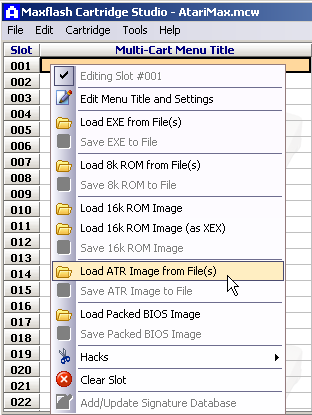 Maxflash Cartridge Studio - AtariMax.mcw
File Edit Cartridge Tools Help
Slot Multi-Cart Menu Title
001
002
003
004
005
006
007
008
009
010
011
012
013
014
015
016
017
018
019
020
021
022
Editing Slot #001
Edit Menu Title and Settings
Load EXE from File(s)
Save EXE to File
Load 8k ROM from File(s)
Save 8k ROM to File
Load 16k ROM Image
Load 16k ROM Image (as XEX)
Save 16k ROM Image
Load ATR Image from File(s)
Save ATR Image to File
Load Packed BIOS Image
Hacks
Clear Slot
Add/Update Signature Database